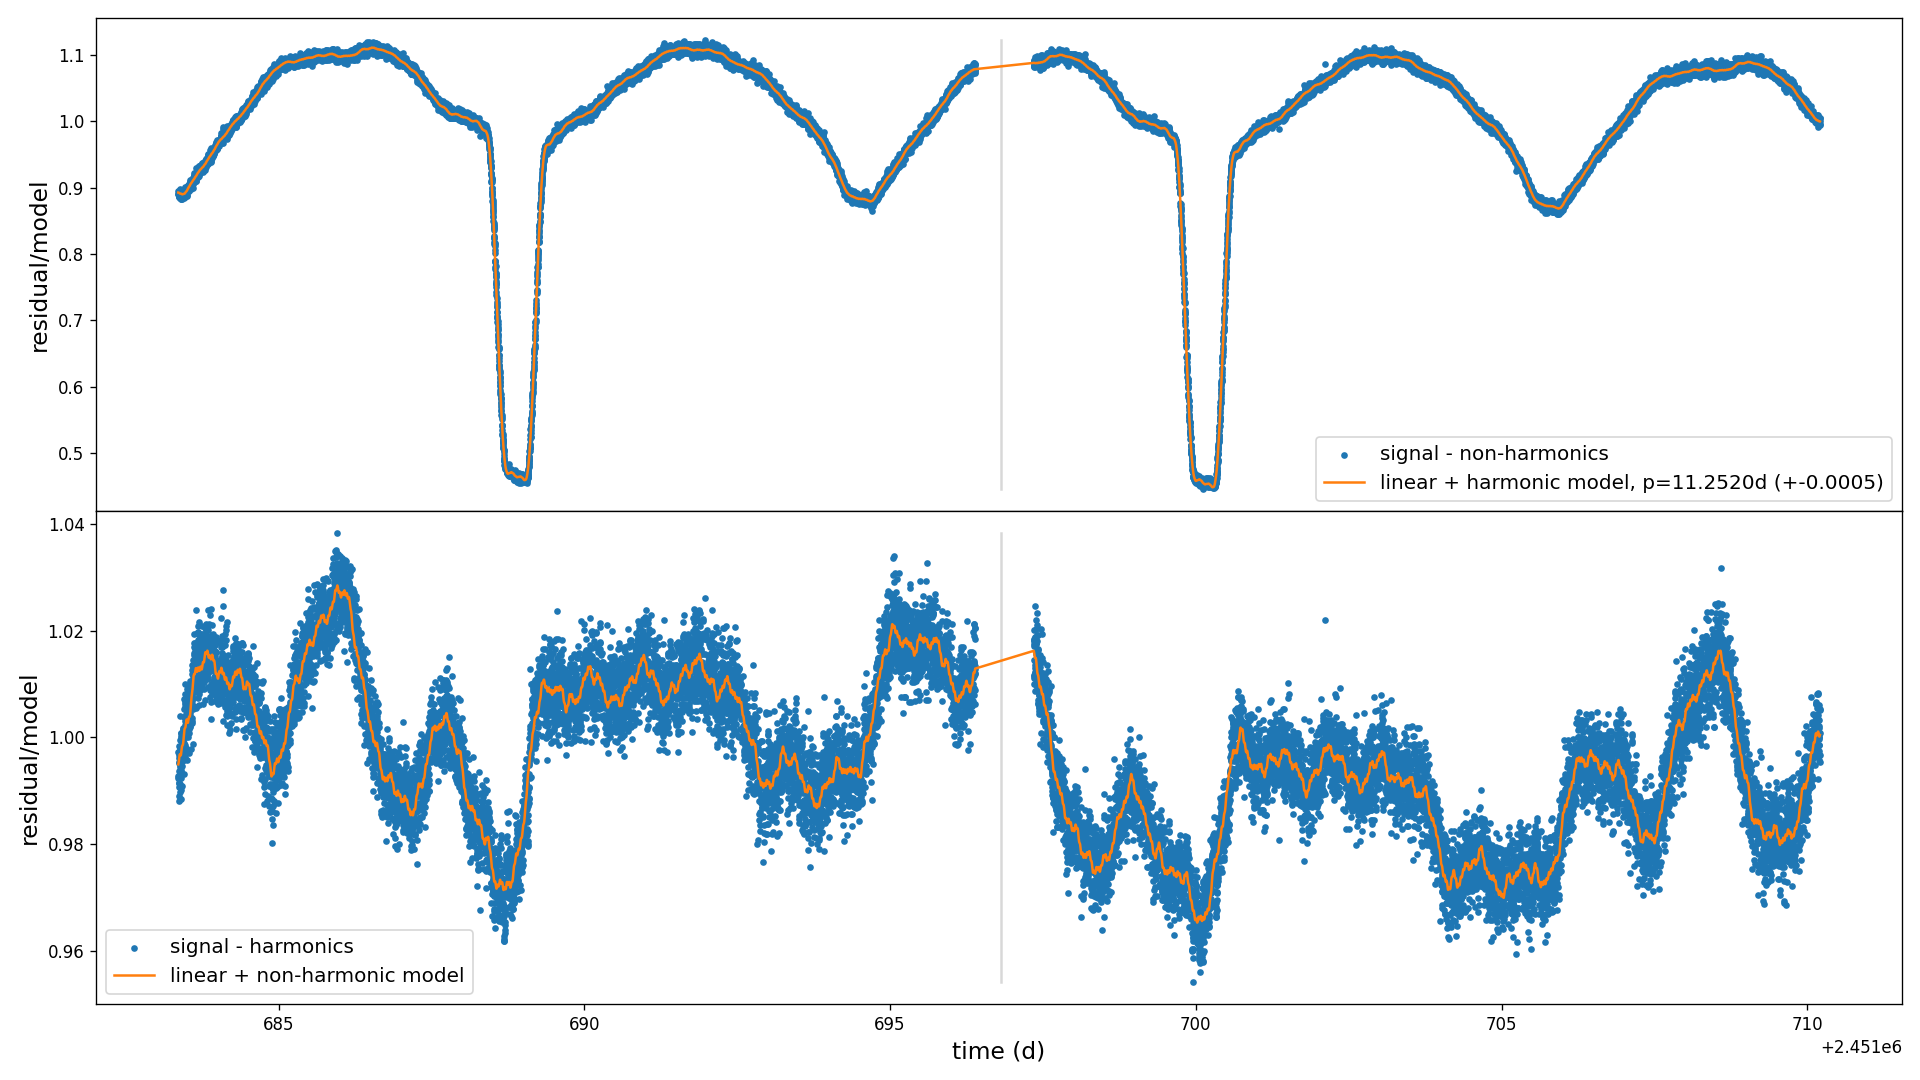 1.1
1.0
0.9
0.8
0.7
0.6
0.5
residual/model
signal - non-harmonics
linear + harmonic model, p=11.2520d (+-0.0005)
1.04
1.02
1.00
0.98
0.96
residual/model
signal - harmonics
linear + non-harmonic model
685
690
695
700
705
710
time (d)
+2.451e6